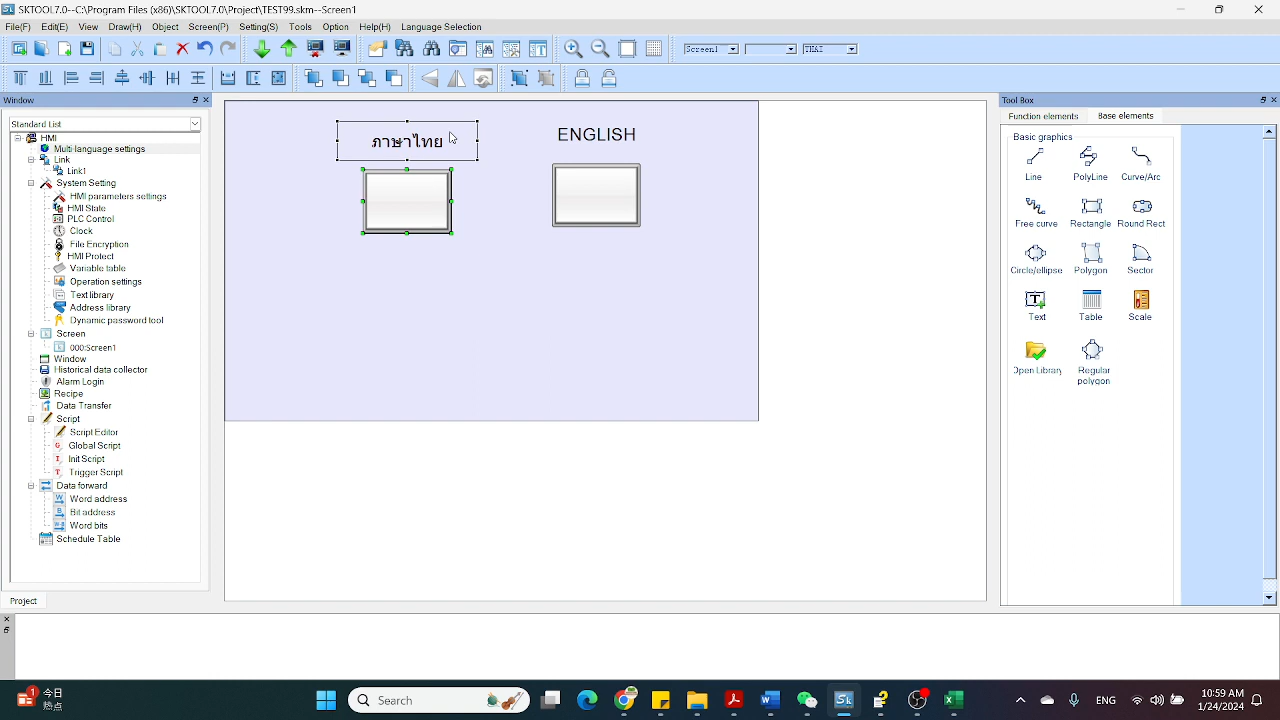 SKTOOL7.0--C:\Program Files (x86)\SKTOOL7.0\Project\TEST99.skm--Screen1
File(F) Edit(E) View Draw(H) Object Screen(P) Setting(S) Tools Option Help(H) Language Selection
Screen1 THAI
Window
Standard List
HMI
Multi-language settings
Link
Link1
System Setting
HMI parameters settings
HMI State
PLC Control
Clock
File Encryption
HMI Protect
Variable table
Operation settings
Text library
Address library
Dynamic password tool
Screen
000:Screen1
Window
Historical data collector
Alarm Login
Recipe
Data Transfer
Script
Script Editor
Global Script
Init Script
Trigger Script
Data forward
Word address
Bit address
Word bits
Schedule Table
Project
ภาษาไทย ENGLISH
Tool Box
Function elements Base elements
Basic graphics
Line PolyLine Curve/Arc
Free curve Rectangle Round Rect
Circle/ellipse Polygon Sector
Text Table Scale
Open Library Regular polygon
1 今日
热点
Search
ENG
10:59 AM
1/24/2024